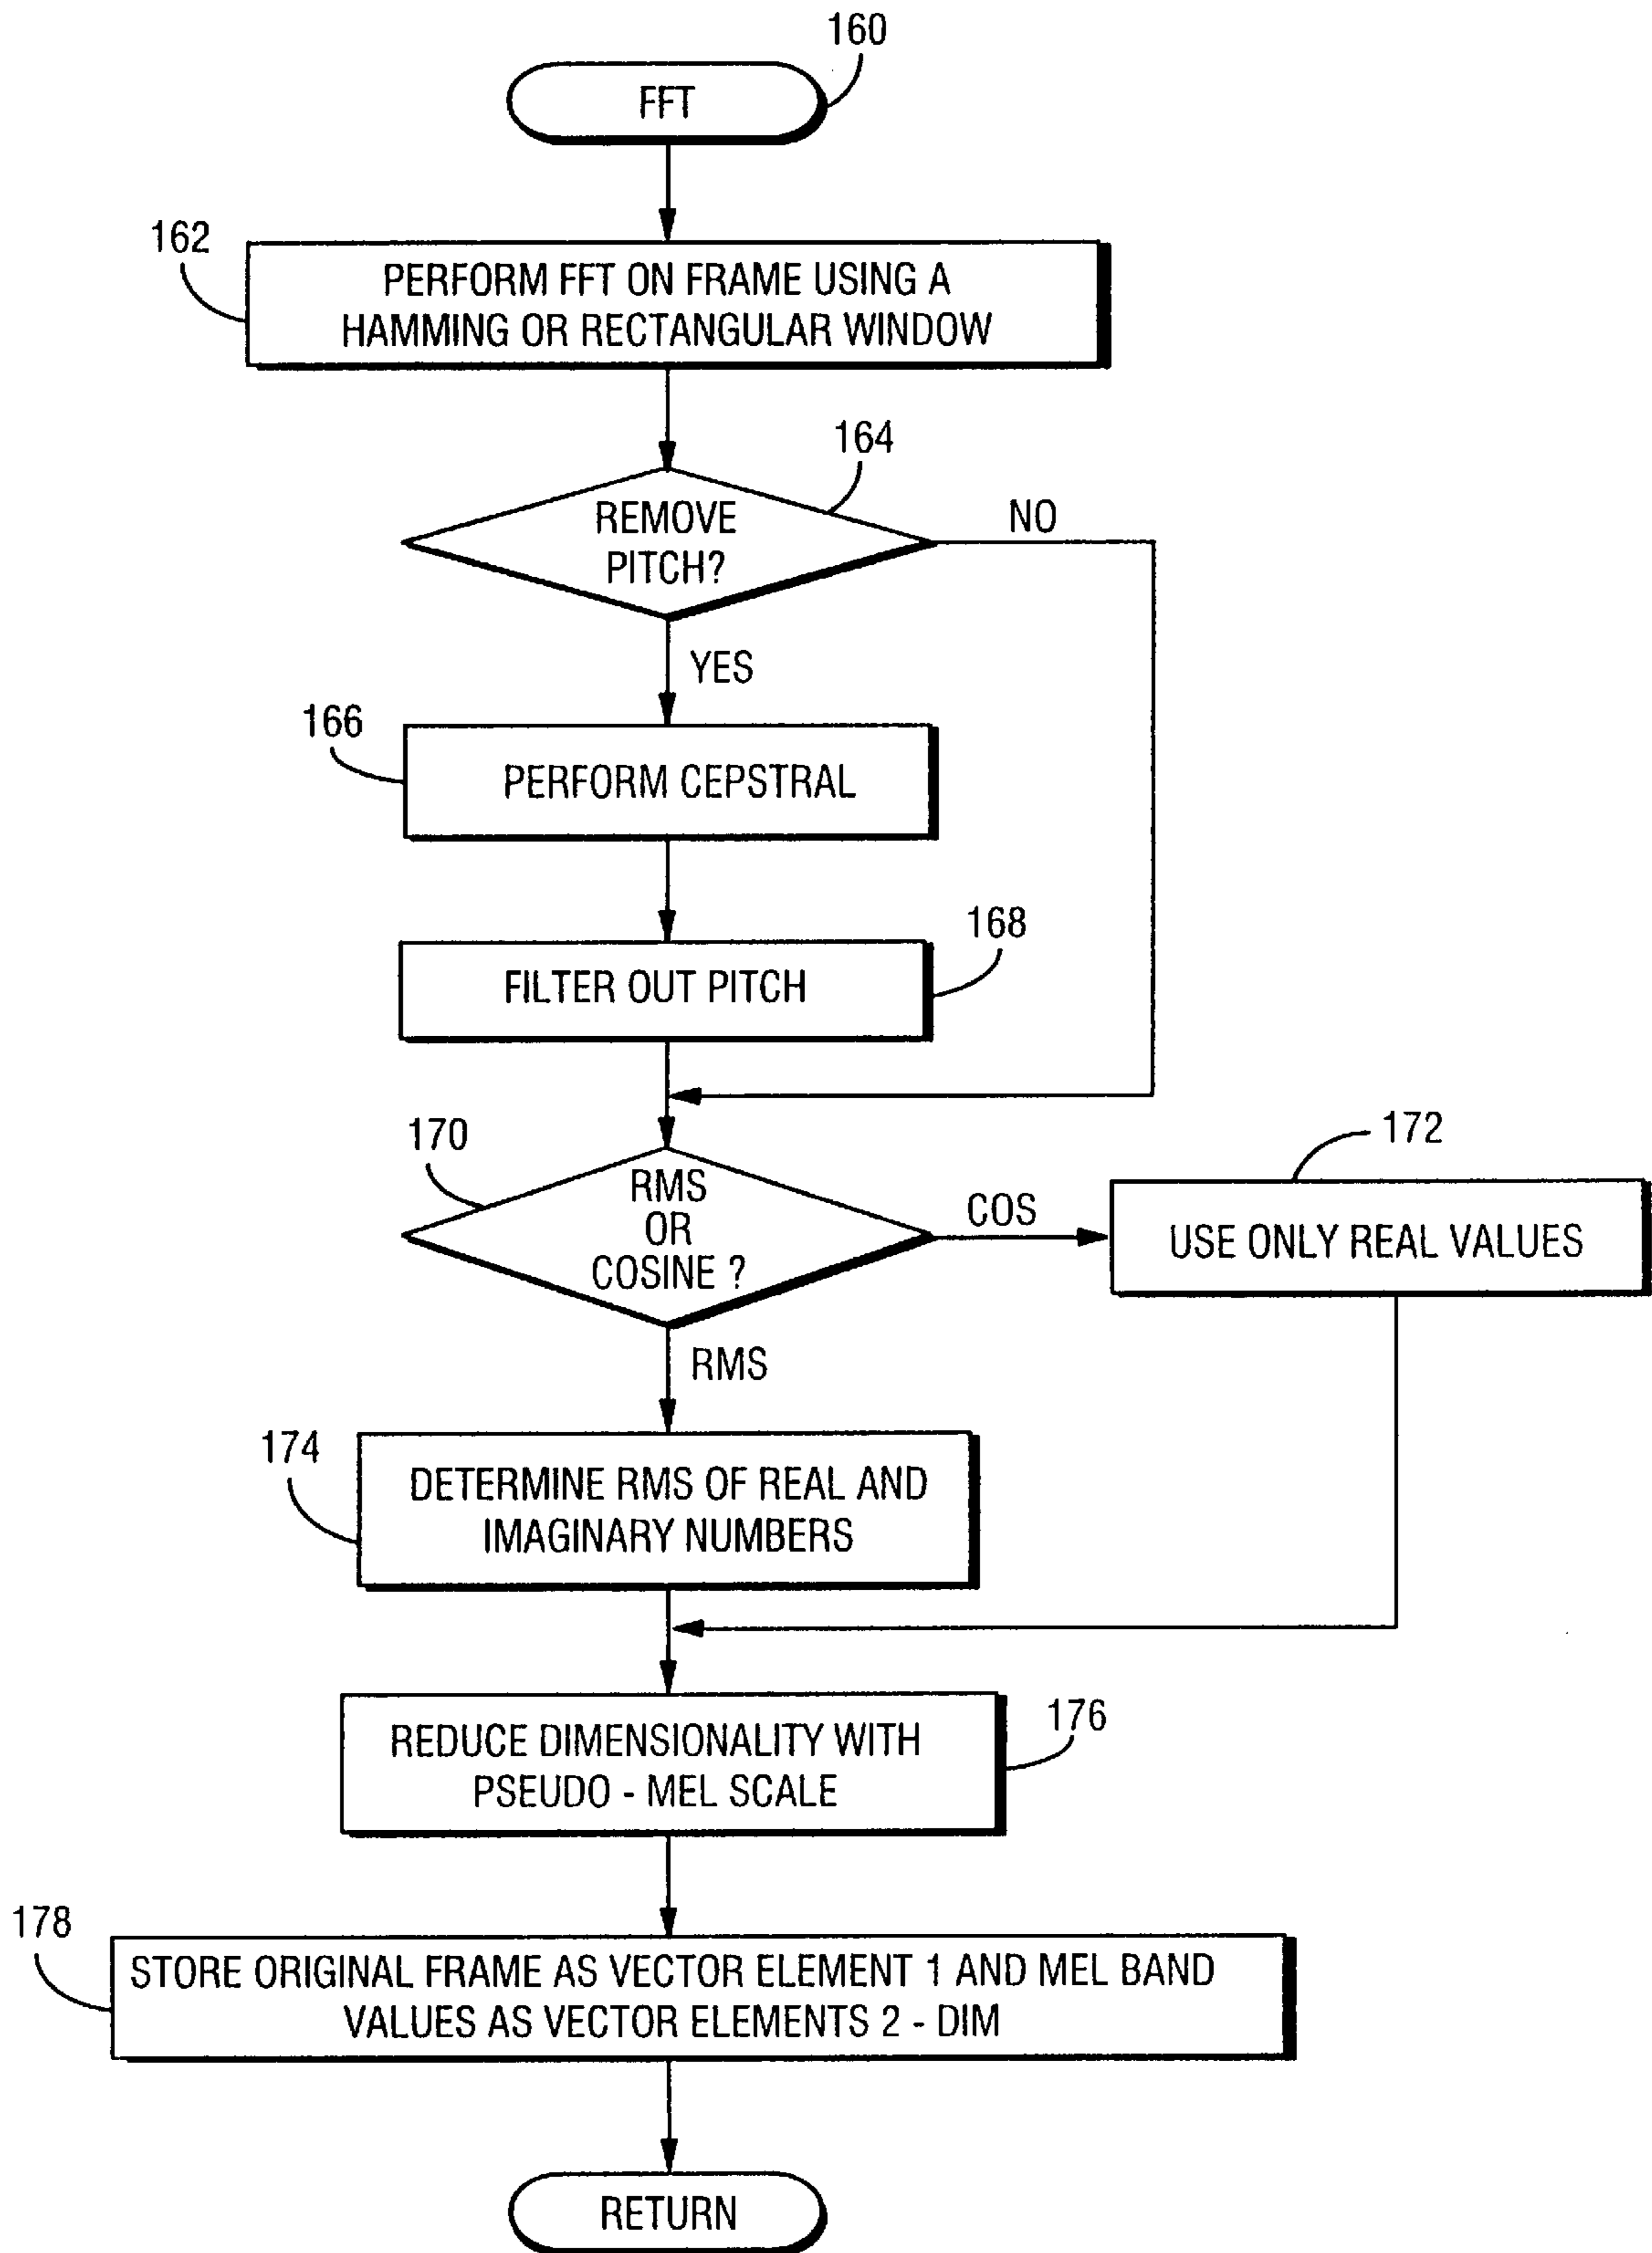 160
FFT
162
PERFORM FFT ON FRAME USING A
HAMMING OR RECTANGULAR WINDOW
164
REMOVE
PITCH?
NO
YES
166
PERFORM CEPSTRAL
168
FILTER OUT PITCH
170
RMS
OR
COSINE ?
COS
172
USE ONLY REAL VALUES
RMS
174
DETERMINE RMS OF REAL AND
IMAGINARY NUMBERS
176
REDUCE DIMENSIONALITY WITH
PSEUDO - MEL SCALE
178
STORE ORIGINAL FRAME AS VECTOR ELEMENT 1 AND MEL BAND
VALUES AS VECTOR ELEMENTS 2 - DIM
RETURN